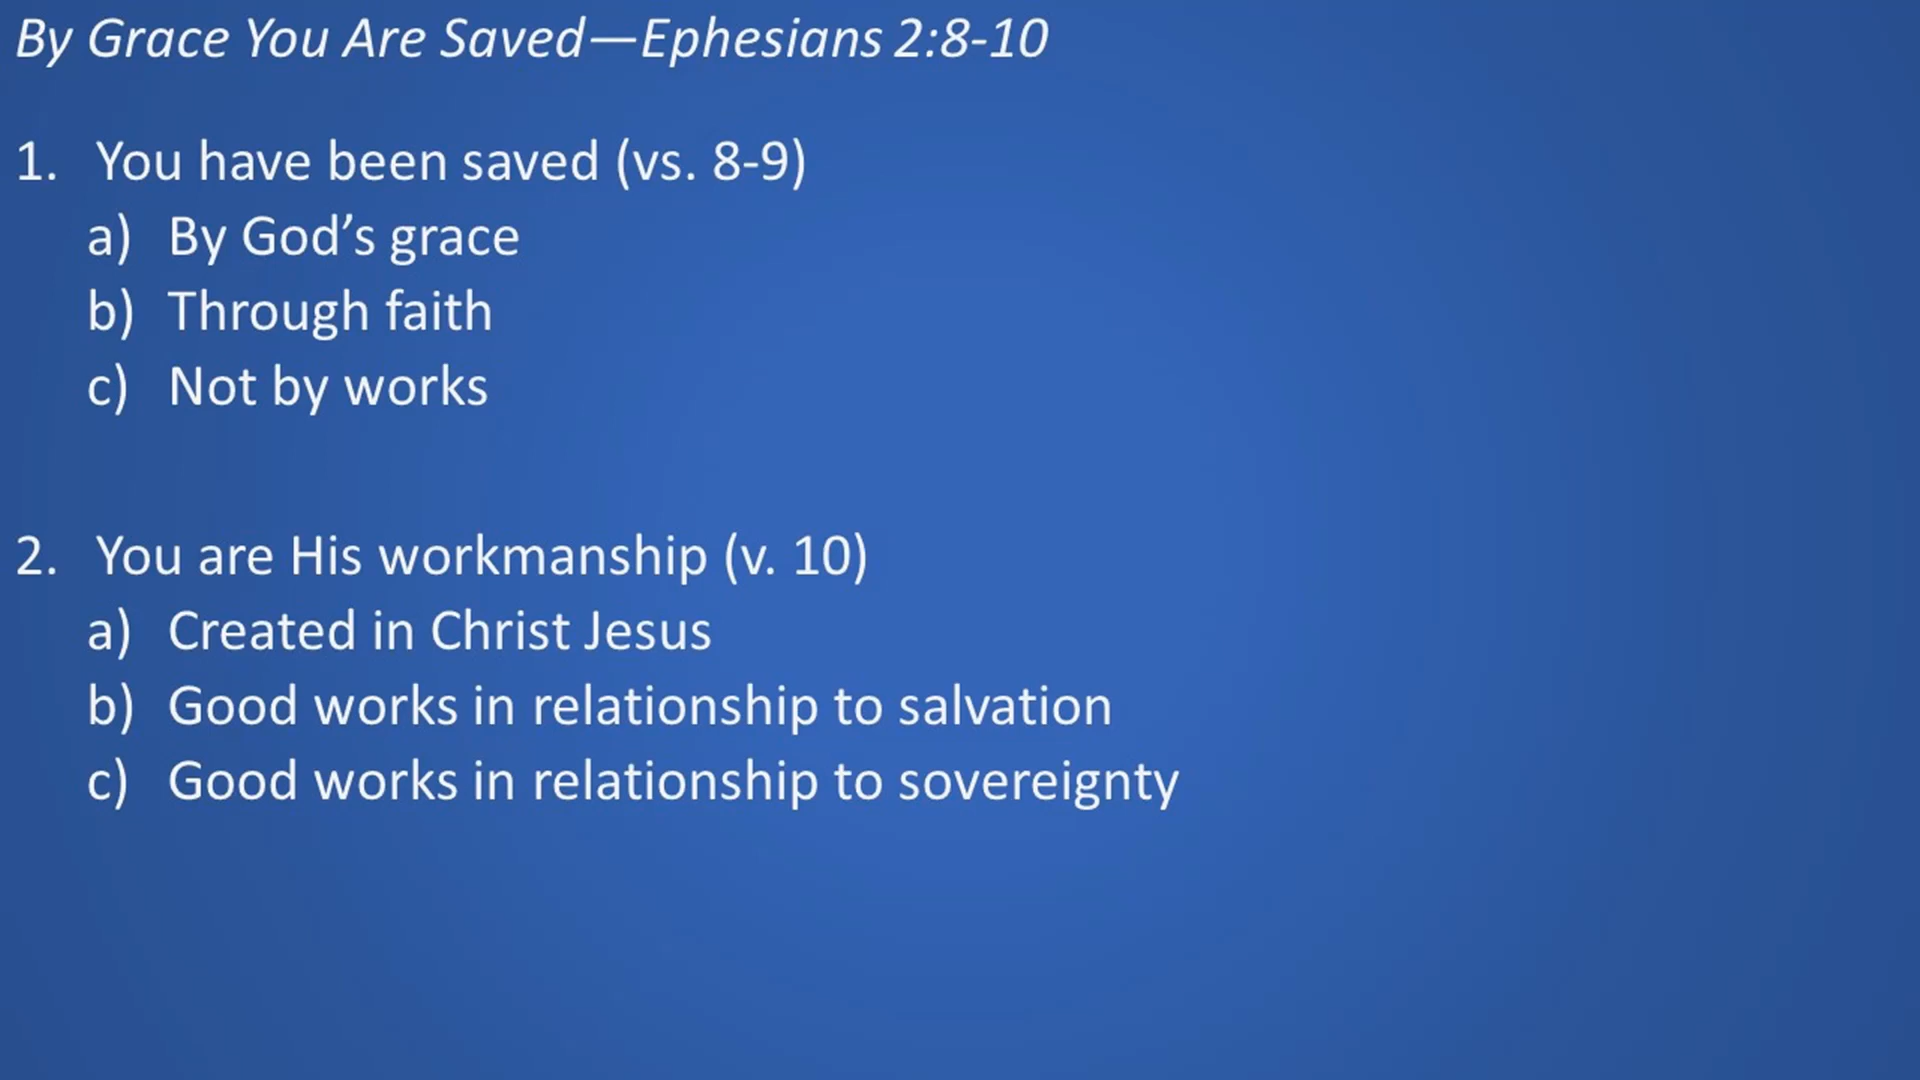 By Grace You Are Saved—Ephesians 2:8-10
1. You have been saved (vs. 8-9)
a) By God’s grace
b) Through faith
c) Not by works
2. You are His workmanship (v. 10)
a) Created in Christ Jesus
b) Good works in relationship to salvation
c) Good works in relationship to sovereignty